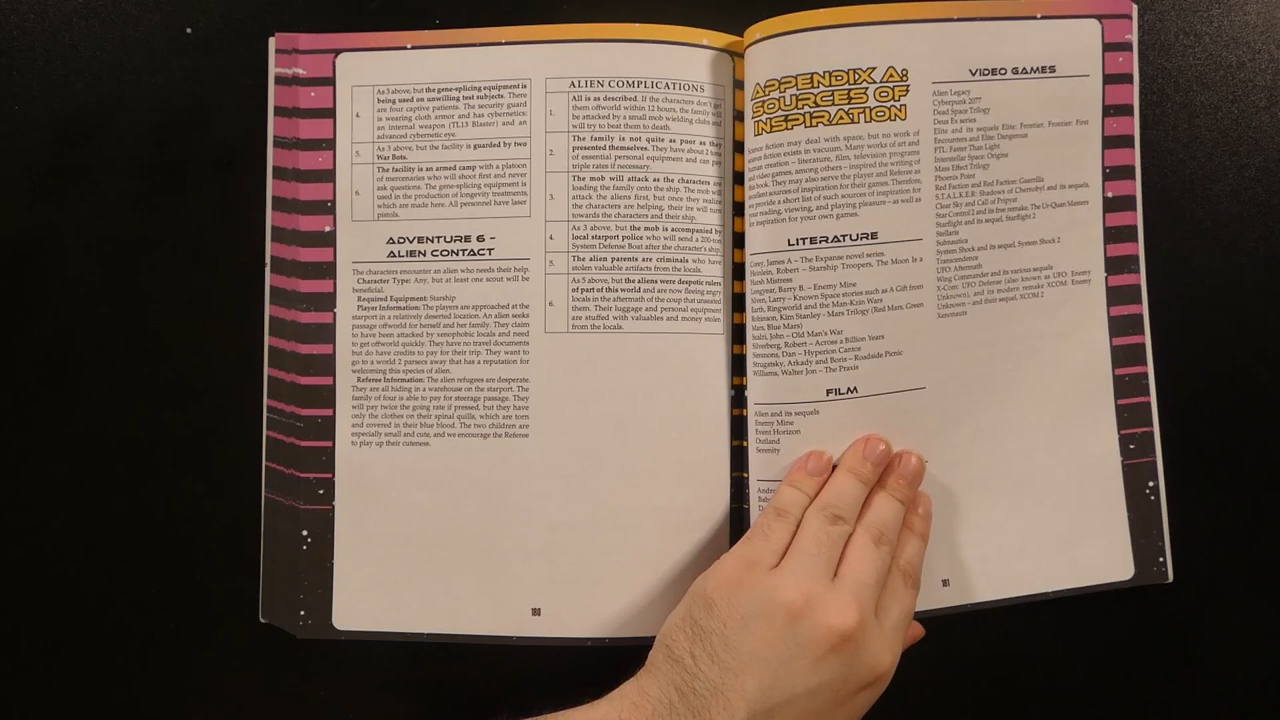 4.
As 3 above, but the gene-splicing equipment is
being used on unwilling test subjects. There
are four captive patients. The security guard
is wearing cloth armor and has cybernetics:
an internal weapon (TL13 Blaster) and an
advanced cybernetic eye.
5.
As 3 above, but the facility is guarded by two
War Bots.
6.
The facility is an armed camp with a platoon
of mercenaries who will shoot first and never
ask questions. The gene-splicing equipment is
used in the production of longevity treatments,
which are made here. All personnel have laser
pistols.
ADVENTURE 6 –
ALIEN CONTACT
The characters encounter an alien who needs their help.
Character Type: Any, but at least one scout will be
beneficial.
Required Equipment: Starship
Player Information: The players are approached at the
starport in a relatively deserted location. An alien seeks
passage offworld for herself and her family. They claim
to have been attacked by xenophobic locals and need
to get offworld quickly. They have no travel documents
but do have credits to pay for their trip. They want to
go to a world 2 parsecs away that has a reputation for
welcoming this species of alien.
Referee Information: The alien refugees are desperate.
They are all hiding in a warehouse on the starport. The
family of four is able to pay for steerage passage. They
will pay twice the going rate if pressed, but they have
only the clothes on their spinal quills, which are torn
and covered in their blue blood. The two children are
especially small and cute, and we encourage the Referee
to play up their cuteness.
ALIEN COMPLICATIONS
1.
All is as described. If the characters don't get
them offworld within 12 hours, the family will
be attacked by a small mob wielding clubs and
will try to beat them to death.
2.
The family is not quite as poor as they
presented themselves. They have about 2 tons
of essential personal equipment and can pay
triple rates if necessary.
3.
The mob will attack as the characters are
loading the family onto the ship. The mob will
attack the aliens first, but once they realize
the characters are helping, their ire will turn
towards the characters and their ship.
4.
As 3 above, but the mob is accompanied by
local starport police who will send a 200-ton
System Defense Boat after the character's ship.
5.
The alien parents are criminals who have
stolen valuable artifacts from the locals.
6.
As 5 above, but the aliens were despotic rulers
of part of this world and are now fleeing angry
locals in the aftermath of the coup that unseated
them. Their luggage and personal equipment
are stuffed with valuables and money stolen
from the locals.
180
APPENDIX A:
SOURCES OF
INSPIRATION
Science fiction may deal with space, but no work of
science fiction exists in vacuum. Many works of art and
human creation – literature, film, television programs
and video games, among others – inspired the writing of
this book. They may also serve the player and Referee as
excellent sources of inspiration for their games. Therefore,
we provide a short list of such sources of inspiration for
your reading, viewing, and playing pleasure – as well as
for inspiration for your own games.
LITERATURE
Corey, James A – The Expanse novel series.
Heinlein, Robert – Starship Troopers, The Moon Is a
Harsh Mistress
Longyear, Barry B. – Enemy Mine
Niven, Larry – Known Space stories such as A Gift from
Earth, Ringworld and the Man-Kzin Wars
Robinson, Kim Stanley - Mars Trilogy (Red Mars, Green
Mars, Blue Mars)
Scalzi, John – Old Man's War
Silverberg, Robert – Across a Billion Years
Simmons, Dan – Hyperion Cantos
Strugatsky, Arkady and Boris – Roadside Picnic
Williams, Walter Jon – The Praxis
FILM
Alien and its sequels
Enemy Mine
Event Horizon
Outland
Serenity
VIDEO GAMES
Alien Legacy
Cyberpunk 2077
Dead Space Trilogy
Deus Ex series
Elite and its sequels Elite: Frontier, Frontier: First
Encounters and Elite Dangerous
FTL: Faster Than Light
Interstellar Space: Origins
Mass Effect Trilogy
Phoenix Point
Red Faction and Red Faction: Guerrilla
S.T.A.L.K.E.R: Shadows of Chernobyl and its sequels,
Clear Sky and Call of Pripyat
Star Control 2 and its free remake, The Ur-Quan Masters
Starflight and its sequel, Starflight 2
Stellaris
Subnautica
System Shock and its sequel, System Shock 2
Transcendence
UFO: Aftermath
Wing Commander and its various sequels
X-Com: UFO Defense (also known as UFO: Enemy
Unknown), and its modern remake XCOM: Enemy
Unknown – and their sequel, XCOM 2
Xenonauts
181